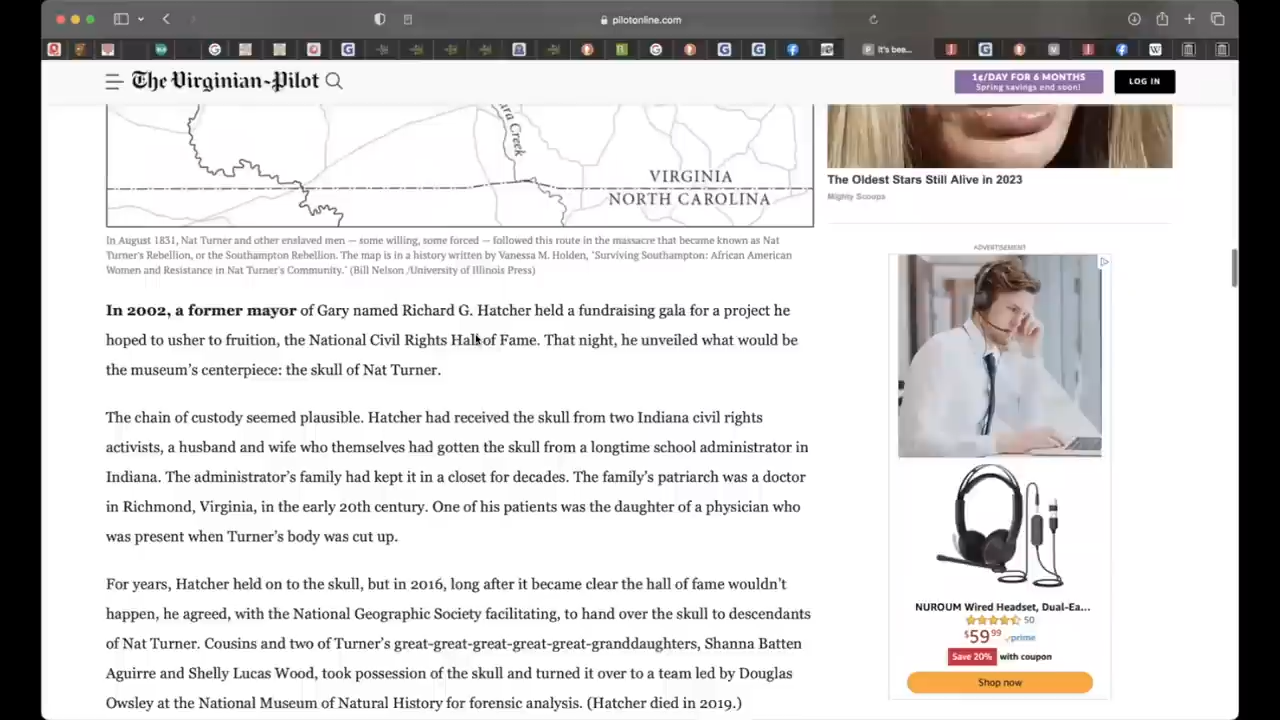 pilotonline.com
It's bee...
The Virginian-Pilot
1¢/DAY FOR 6 MONTHS
Spring savings end soon!
LOG IN
Creek
VIRGINIA
NORTH CAROLINA
In August 1831, Nat Turner and other enslaved men — some willing, some forced — followed this route in the massacre that became known as Nat
Turner's Rebellion, or the Southampton Rebellion. The map is in a history written by Vanessa M. Holden, 'Surviving Southampton: African American
Women and Resistance in Nat Turner's Community.' (Bill Nelson /University of Illinois Press)
In 2002, a former mayor of Gary named Richard G. Hatcher held a fundraising gala for a project he
hoped to usher to fruition, the National Civil Rights Hall of Fame. That night, he unveiled what would be
the museum's centerpiece: the skull of Nat Turner.
The chain of custody seemed plausible. Hatcher had received the skull from two Indiana civil rights
activists, a husband and wife who themselves had gotten the skull from a longtime school administrator in
Indiana. The administrator's family had kept it in a closet for decades. The family's patriarch was a doctor
in Richmond, Virginia, in the early 20th century. One of his patients was the daughter of a physician who
was present when Turner's body was cut up.
For years, Hatcher held on to the skull, but in 2016, long after it became clear the hall of fame wouldn't
happen, he agreed, with the National Geographic Society facilitating, to hand over the skull to descendants
of Nat Turner. Cousins and two of Turner's great-great-great-great-granddaughters, Shanna Batten
Aguirre and Shelly Lucas Wood, took possession of the skull and turned it over to a team led by Douglas
Owsley at the National Museum of Natural History for forensic analysis. (Hatcher died in 2019.)
The Oldest Stars Still Alive in 2023
Mighty Scoops
ADVERTISEMENT
NUROUM Wired Headset, Dual-Ea...
50
$59 99 prime
Save 20% with coupon
Shop now